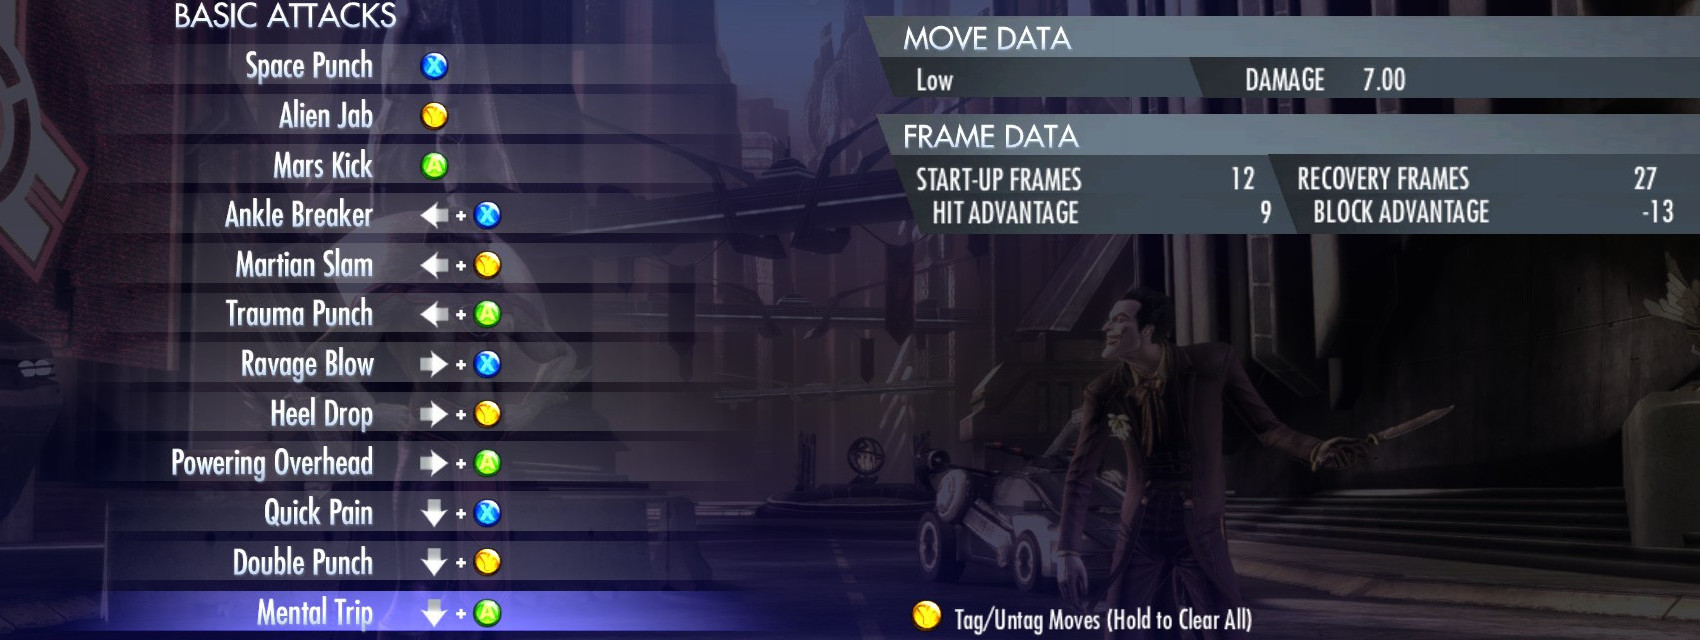 BASIC ATTACKS
Space Punch X
Alien Jab Y
Mars Kick A
Ankle Breaker + X
Martian Slam + Y
Trauma Punch + A
Ravage Blow + X
Heel Drop + Y
Powering Overhead + A
Quick Pain + X
Double Punch + Y
Mental Trip + A
MOVE DATA
Low DAMAGE 7.00
FRAME DATA
START-UP FRAMES 12 RECOVERY FRAMES 27
HIT ADVANTAGE 9 BLOCK ADVANTAGE -13
Y Tag/Untag Moves (Hold to Clear All)